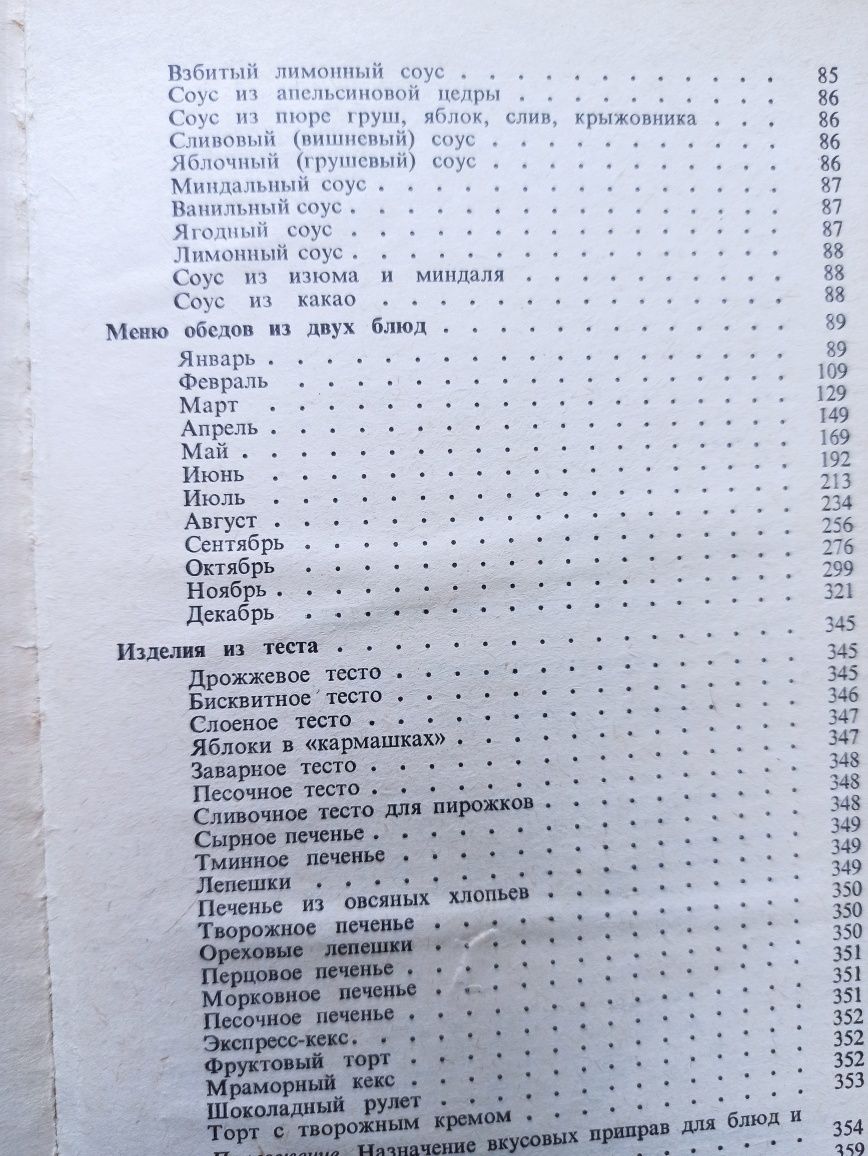 Взбитый лимонный соус . . . . . . . . . . . 85
Соус из апельсиновой цедры . . . . . . . . . . 86
Соус из пюре груш, яблок, слив, крыжовника . . . 86
Сливовый (вишневый) соус . . . . . . . . . . 86
Яблочный (грушевый) соус . . . . . . . . . . 86
Миндальный соус . . . . . . . . . . . . . . 87
Ванильный соус . . . . . . . . . . . . . . . 87
Ягодный соус . . . . . . . . . . . . . . . 87
Лимонный соус . . . . . . . . . . . . . . . 88
Соус из изюма и миндаля . . . . . . . . . 88
Соус из какао . . . . . . . . . . . . . . 88
Меню обедов из двух блюд . . . . . . . . . . . . 89
Январь . . . . . . . . . . . . . . . . . . 89
Февраль . . . . . . . . . . . . . . . . . 109
Март . . . . . . . . . . . . . . . . . . 129
Апрель . . . . . . . . . . . . . . . . . . 149
Май . . . . . . . . . . . . . . . . . . . 169
Июнь . . . . . . . . . . . . . . . . . . 192
Июль . . . . . . . . . . . . . . . . . . 213
Август . . . . . . . . . . . . . . . . . . 234
Сентябрь . . . . . . . . . . . . . . . . . 256
Октябрь . . . . . . . . . . . . . . . . . 276
Ноябрь . . . . . . . . . . . . . . . . . . 299
Декабрь . . . . . . . . . . . . . . . . . 321
Изделия из теста . . . . . . . . . . . . . . . . 345
Дрожжевое тесто . . . . . . . . . . . . . . 345
Бисквитное тесто . . . . . . . . . . . . . . 345
Слоеное тесто . . . . . . . . . . . . . . . 346
Яблоки в «кармашках» . . . . . . . . . . . . 347
Заварное тесто . . . . . . . . . . . . . . . 347
Песочное тесто . . . . . . . . . . . . . . . 348
Сливочное тесто для пирожков . . . . . . . . . 348
Сырное печенье . . . . . . . . . . . . . . . 348
Тминное печенье . . . . . . . . . . . . . . 349
Лепешки . . . . . . . . . . . . . . . . . 349
Печенье из овсяных хлопьев . . . . . . . . . 349
Творожное печенье . . . . . . . . . . . . . 350
Ореховые лепешки . . . . . . . . . . . . . 350
Перцовое печенье . . . . . . . . . . . . . . 350
Морковное печенье . . . . . . . . . . . . . 351
Песочное печенье . . . . . . . . . . . . . . 351
Экспресс-кекс . . . . . . . . . . . . . . . . 351
Фруктовый торт . . . . . . . . . . . . . . 352
Мраморный кекс . . . . . . . . . . . . . . 352
Шоколадный рулет . . . . . . . . . . . . . 352
Торт с творожным кремом . . . . . . . . . . 353
Назначение вкусовых приправ для блюд и
354
359